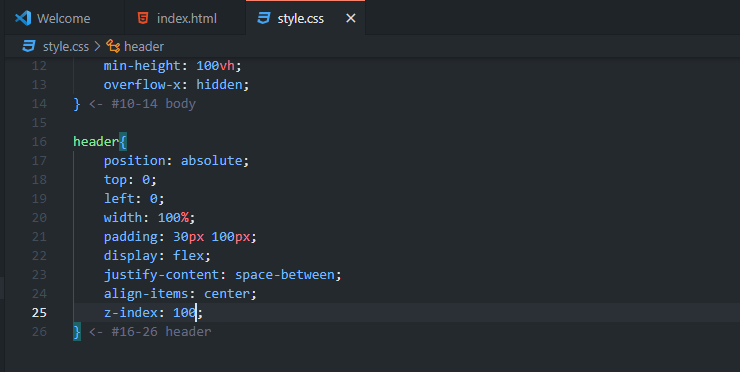 Welcome index.html style.css
style.css > header
12 min-height: 100vh;
13 overflow-x: hidden;
14 } <- #10-14 body
15
16 header{
17 position: absolute;
18 top: 0;
19 left: 0;
20 width: 100%;
21 padding: 30px 100px;
22 display: flex;
23 justify-content: space-between;
24 align-items: center;
25 z-index: 100;
26 } <- #16-26 header